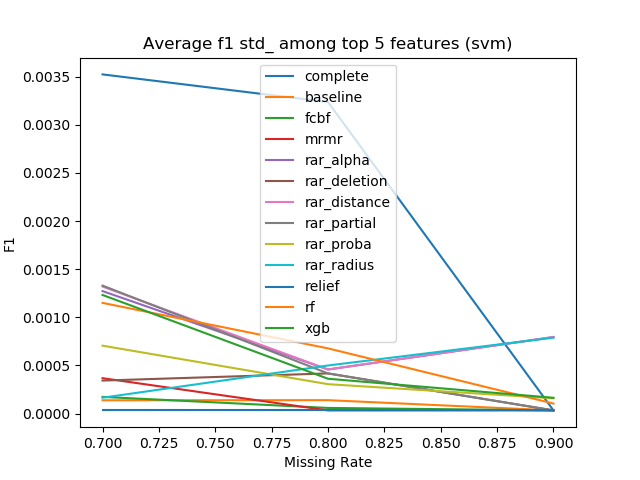 Average f1 std_ among top 5 features (svm)
F1
0.0035
0.0030
0.0025
0.0020
0.0015
0.0010
0.0005
0.0000
complete
baseline
fcbf
mrmr
rar_alpha
rar_deletion
rar_distance
rar_partial
rar_proba
rar_radius
relief
rf
xgb
0.700 0.725 0.750 0.775 0.800 0.825 0.850 0.875 0.900
Missing Rate